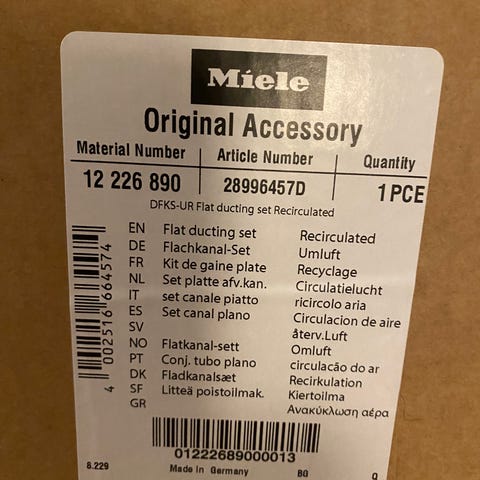 Miele
Original Accessory
Material Number Article Number Quantity
12 226 890 28996457D 1 PCE
DFKS-UR Flat ducting set Recirculated
EN Flat ducting set Recirculated
DE Flachkanal-Set Umluft
FR Kit de gaine plate Recyclage
NL Set platte afv.kan. Circulatielucht
IT set canale piatto ricircolo aria
ES Set canal plano Circulacion de aire
SV Flatkanal-sett återv.Luft
NO Conj. tubo plano Omluft
PT Fladkanalsæt circulacão do ar
DK Litteä poistoilmak. Recirkulation
SF Kiertoilma
GR Ανακύκλωση αέρα
4 002516 664574
01222689000013
8.229 Made in Germany BG Q